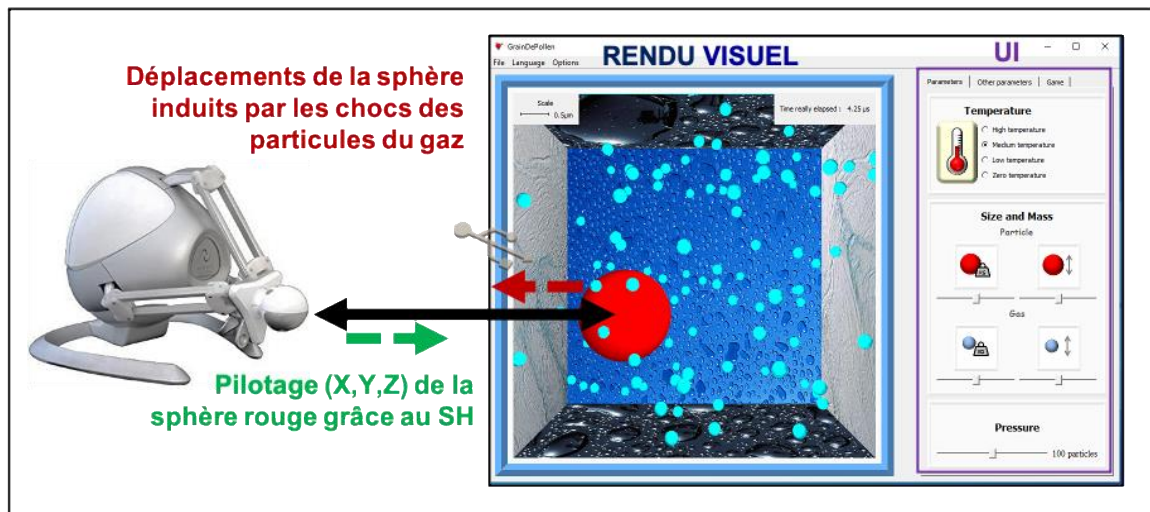 Déplacements de la sphère
induits par les chocs des
particules du gaz
Pilotage (X,Y,Z) de la
sphère rouge grâce au SH
GrainDePollen
RENDU VISUEL
UI
File Language Options
Scale
0.5µm
Time really elapsed : 4.25 µs
Parameters Other parameters Game
Temperature
High temperature
Medium temperature
Low temperature
Zero temperature
Size and Mass
Particle
KG
Gas
KG
Pressure
100 particles